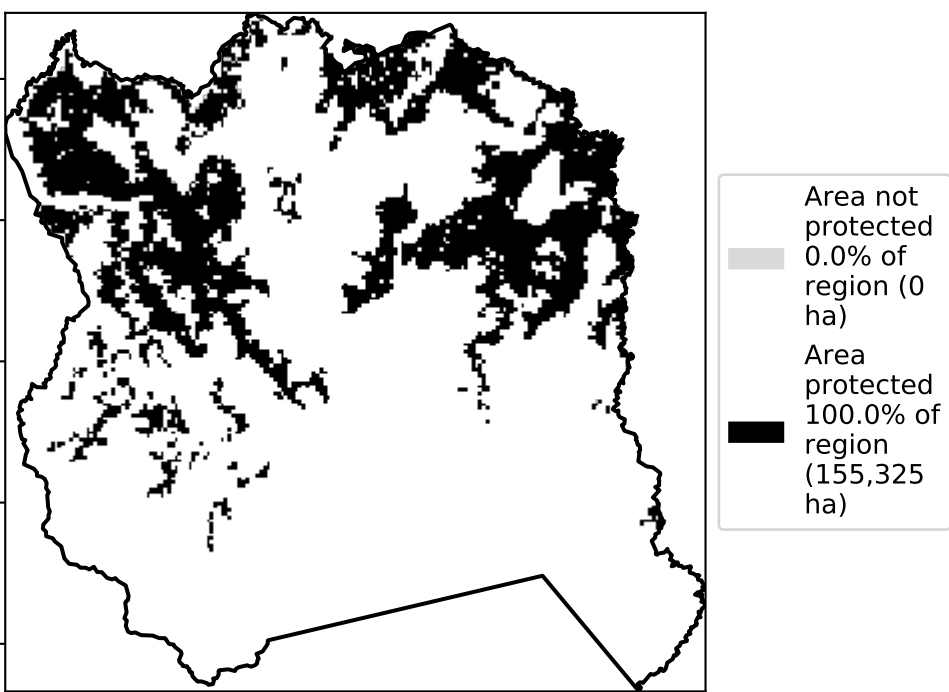 Area not
protected
0.0% of
region (0
ha)
Area
protected
100.0% of
region
(155,325
ha)